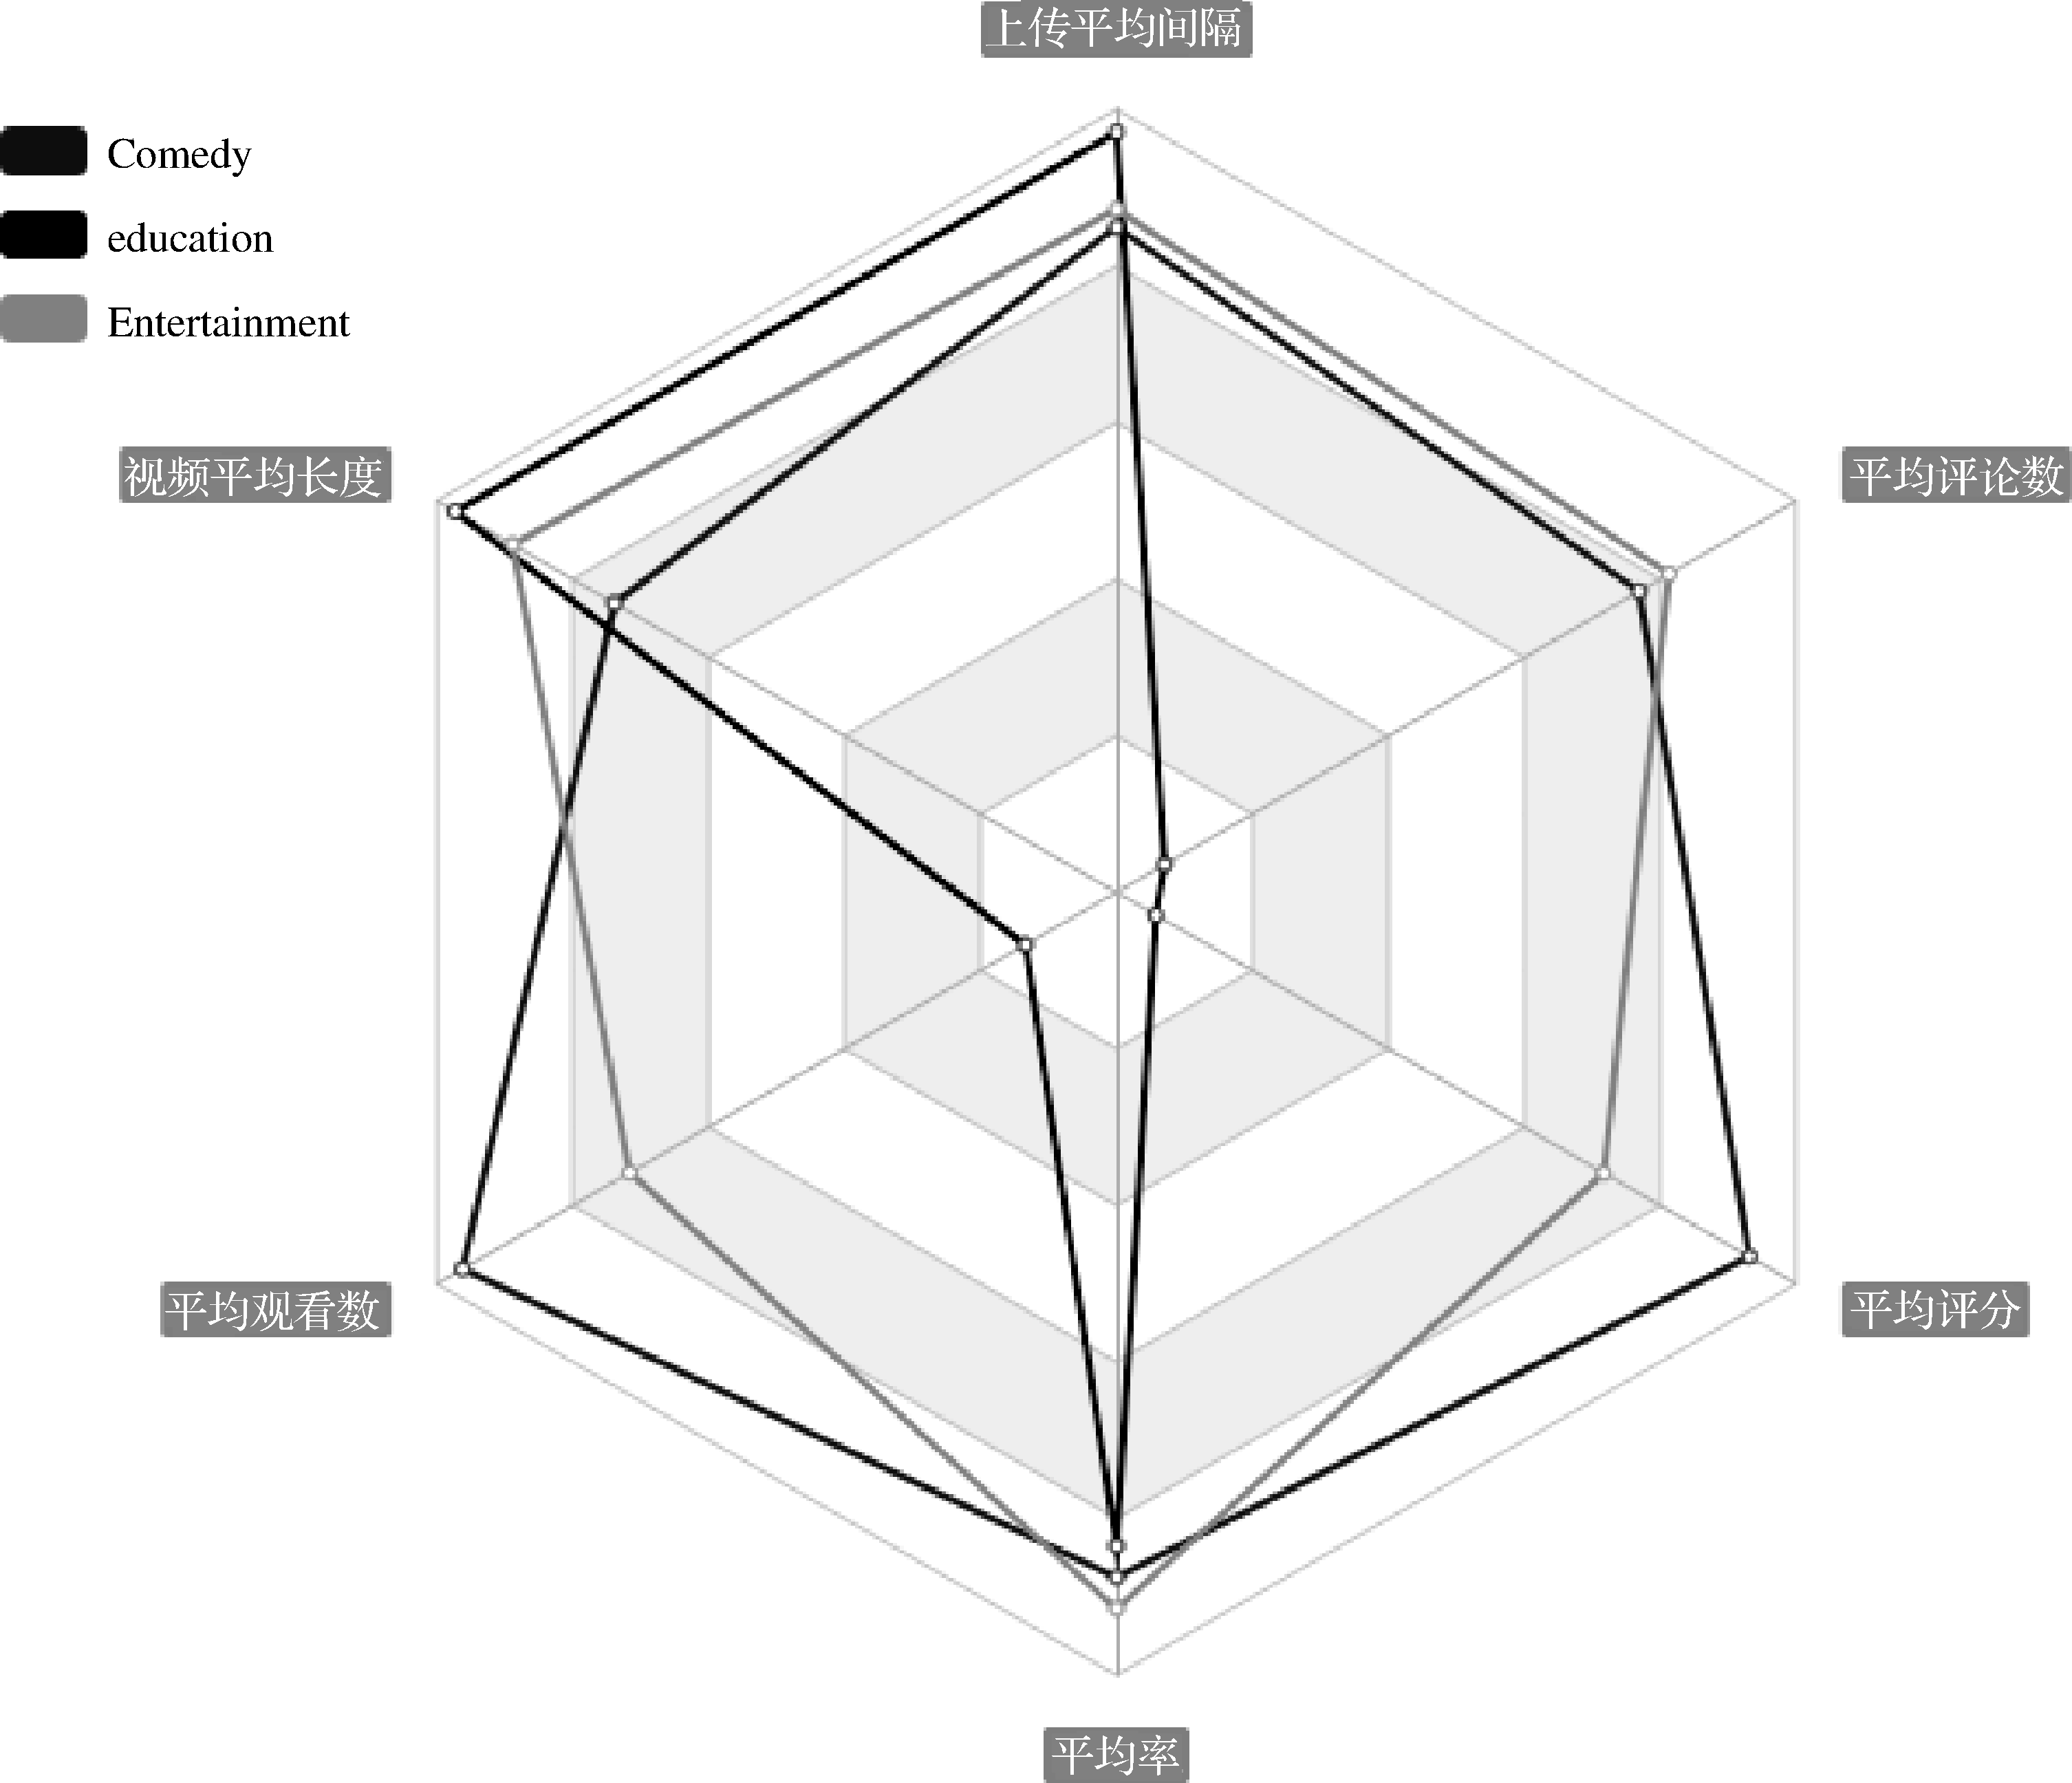 上传平均间隔
Comedy
education
Entertainment
视频平均长度
平均评论数
平均观看数
平均评分
平均率